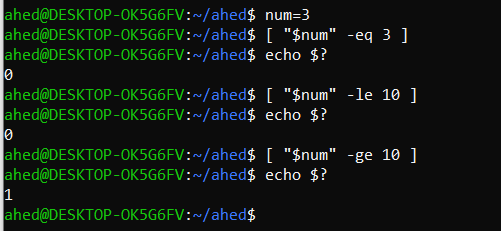 ahed@DESKTOP-OK5G6FV:~/ahed$ num=3
ahed@DESKTOP-OK5G6FV:~/ahed$ [ "$num" -eq 3 ]
ahed@DESKTOP-OK5G6FV:~/ahed$ echo $?
0
ahed@DESKTOP-OK5G6FV:~/ahed$ [ "$num" -le 10 ]
ahed@DESKTOP-OK5G6FV:~/ahed$ echo $?
0
ahed@DESKTOP-OK5G6FV:~/ahed$ [ "$num" -ge 10 ]
ahed@DESKTOP-OK5G6FV:~/ahed$ echo $?
1
ahed@DESKTOP-OK5G6FV:~/ahed$